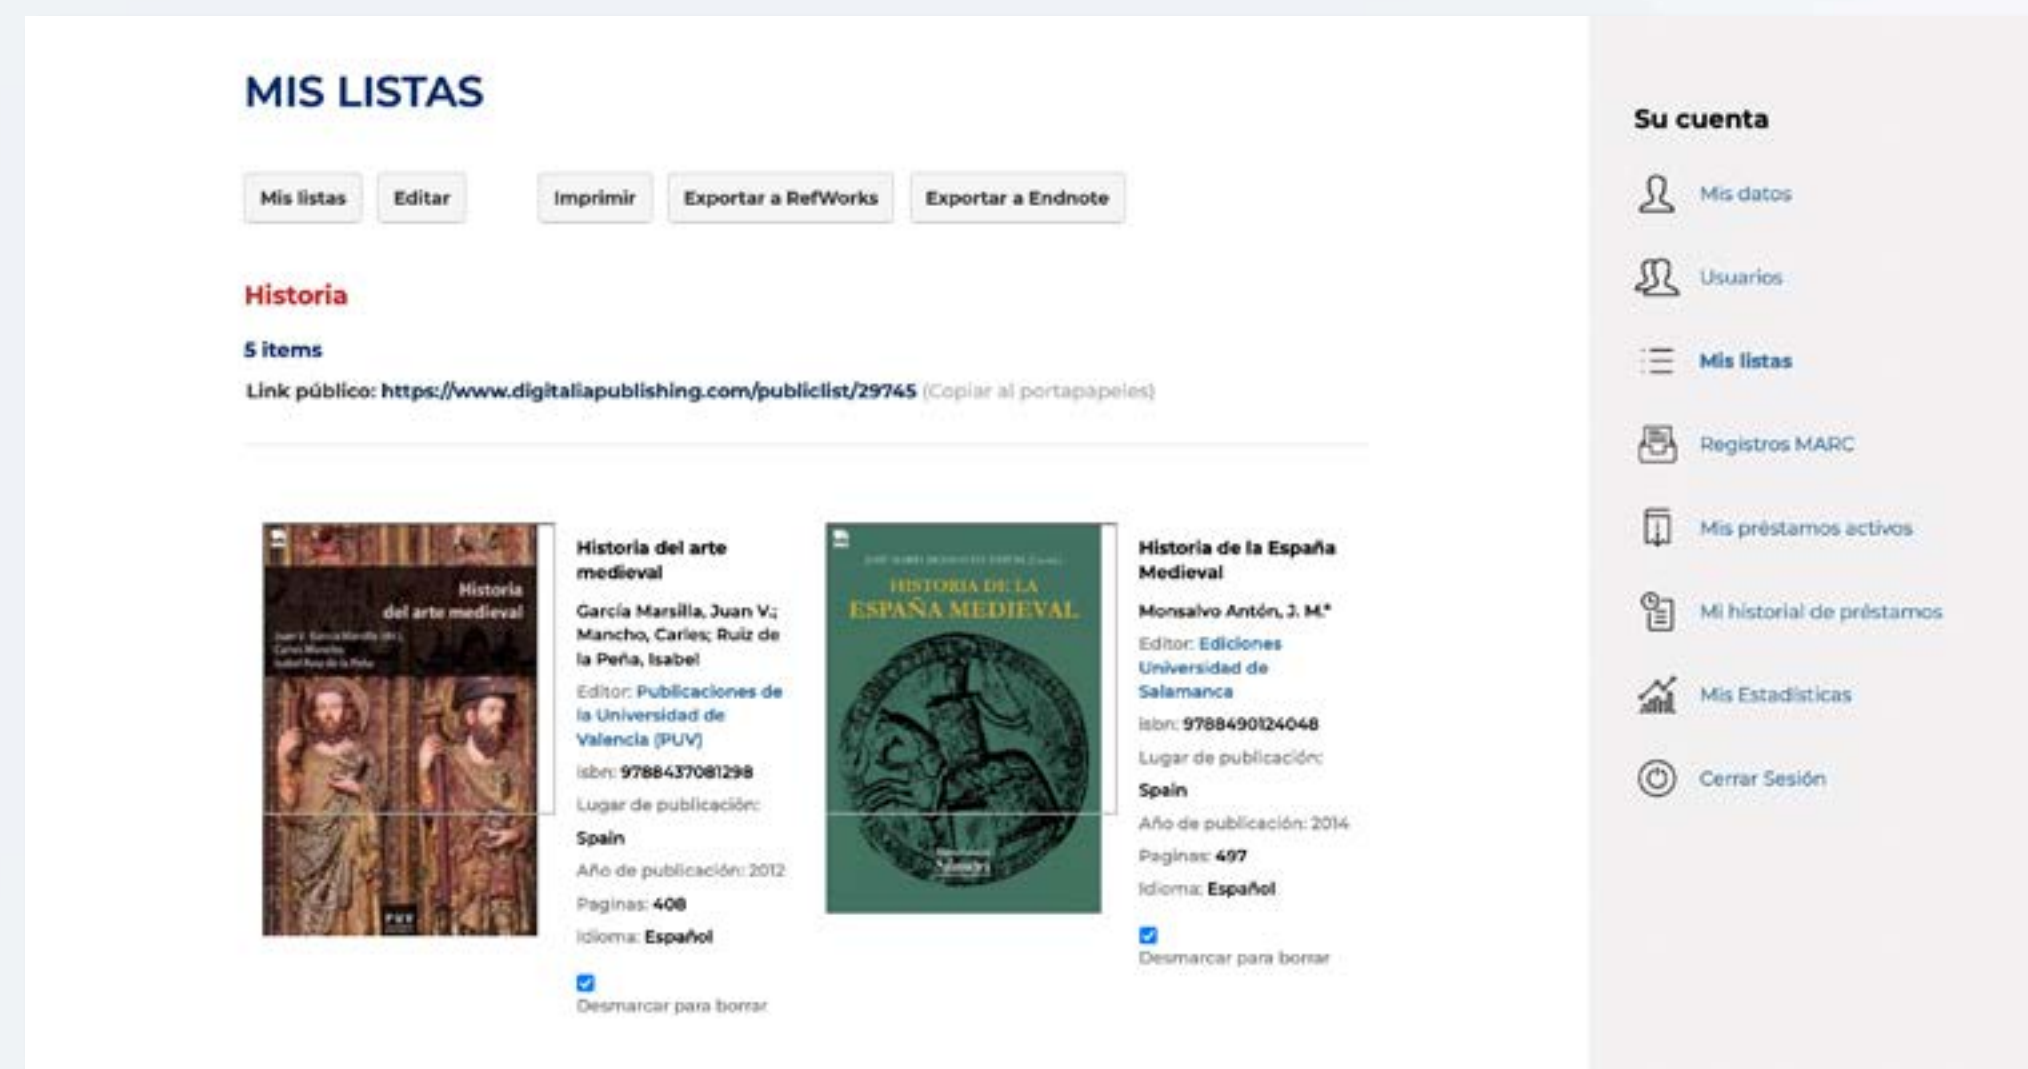 MIS LISTAS
Mis listas Editar Imprimir Exportar a RefWorks Exportar a Endnote
Historia
5 items
Link público: https://www.digitaliapublishing.com/publiclist/29745 (Copiar al portapapeles)
Historia
del arte medieval
PUV
Historia del arte
medieval
García Marsilla, Juan V.;
Mancho, Carles; Ruiz de
la Peña, Isabel
Editor: Publicaciones de
la Universidad de
Valencia (PUV)
isbn: 9788437081298
Lugar de publicación:
Spain
Año de publicación: 2012
Paginas: 408
Idioma: Español
Desmarcar para borrar
HISTORIA DE LA
ESPAÑA MEDIEVAL
Historia de la España
Medieval
Monsalvo Antón, J. M.ª
Editor: Ediciones
Universidad de
Salamanca
isbn: 9788490124048
Lugar de publicación:
Spain
Año de publicación: 2014
Paginas: 497
Idioma: Español
Desmarcar para borrar
Su cuenta
Mis datos
Usuarios
Mis listas
Registros MARC
Mis préstamos activos
Mi historial de préstamos
Mis Estadísticas
Cerrar Sesión